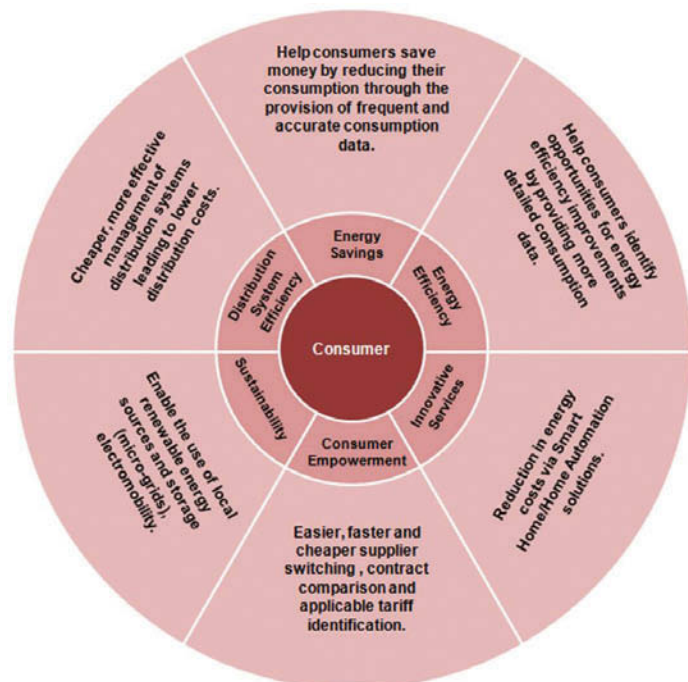 Help consumers save
money by reducing their
consumption through the
provision of frequent and
accurate consumption
data.
Help consumers identify
opportunities for energy
efficiency improvements
by providing more
detailed consumption
data.
Reduction in energy
costs via Smart
Home/Home Automation
solutions.
Easier, faster and
cheaper supplier
switching , contract
comparison and
applicable tariff
identification.
Enable the use of local
renewable energy
sources and storage
(micro-grids),
electromobility.
Cheaper, more effective
management of
distribution systems
leading to lower
distribution costs.
Energy
Savings
Energy
Efficiency
Innovative
Services
Consumer
Empowerment
Sustainability
Distribution
System
Efficiency
Consumer